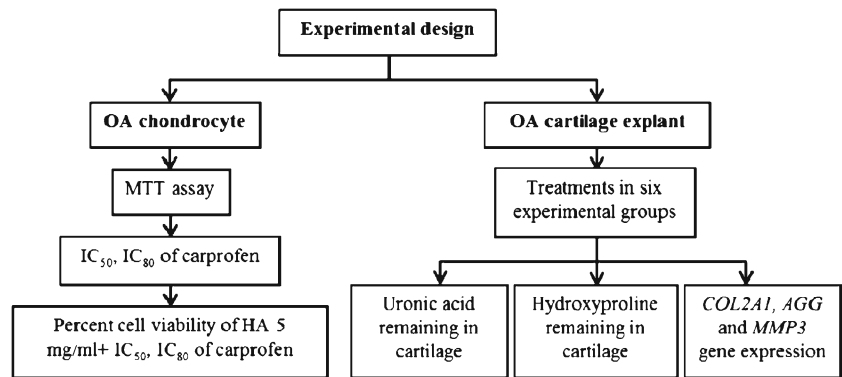 Experimental design
OA chondrocyte
MTT assay
IC50, IC80 of carprofen
Percent cell viability of HA 5
mg/ml+ IC50, IC80 of carprofen
OA cartilage explant
Treatments in six
experimental groups
Uronic acid
remaining in
cartilage
Hydroxyproline
remaining in
cartilage
COL2A1, AGG
and MMP3
gene expression